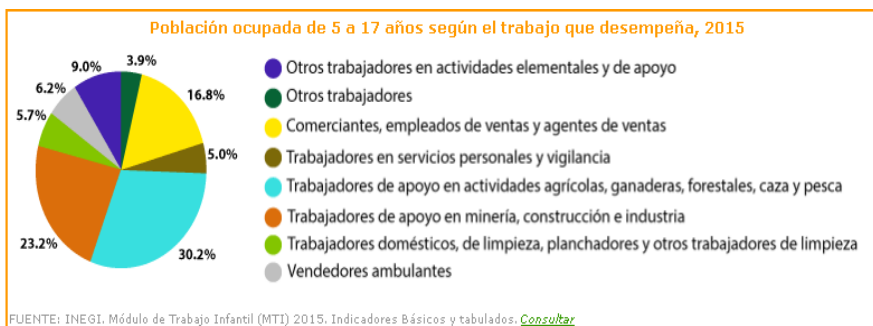 Población ocupada de 5 a 17 años según el trabajo que desempeña, 2015
9.0%
3.9%
6.2%
16.8%
5.7%
5.0%
23.2%
30.2%
Otros trabajadores en actividades elementales y de apoyo
Otros trabajadores
Comerciantes, empleados de ventas y agentes de ventas
Trabajadores en servicios personales y vigilancia
Trabajadores de apoyo en actividades agrícolas, ganaderas, forestales, caza y pesca
Trabajadores de apoyo en minería, construcción e industria
Trabajadores domésticos, de limpieza, planchadores y otros trabajadores de limpieza
Vendedores ambulantes
FUENTE: INEGI. Módulo de Trabajo Infantil (MTI) 2015. Indicadores Básicos y tabulados. Consultar